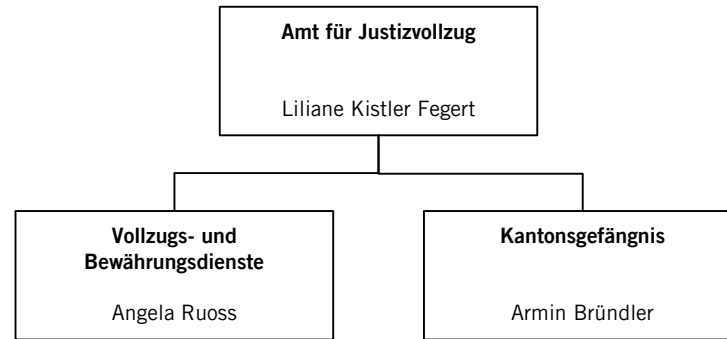 Amt für Justizvollzug
Liliane Kistler Fegert
Vollzugs- und
Bewährungsdienste
Angela Ruoss
Kantonsgefängnis
Armin Bründler